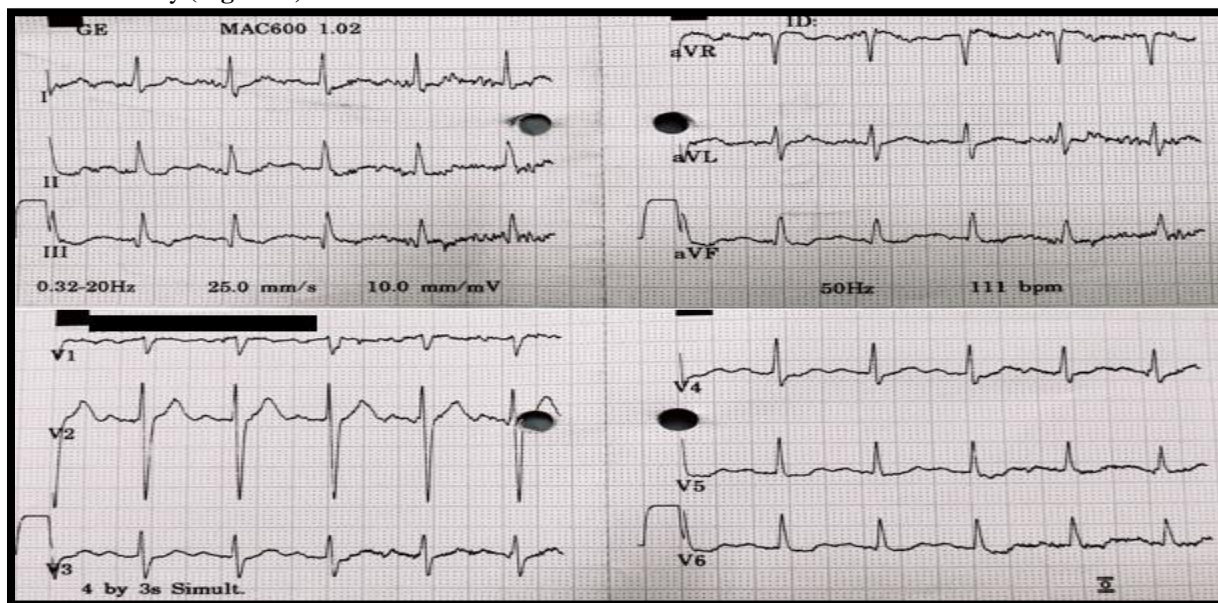 GE MAC600 1.02
I
II
III
0.32-20Hz 25.0 mm/s 10.0 mm/mV
ID:
aVR
aVL
aVF
50Hz 111 bpm
V1
V2
V3
4 by 3s Simult.
V4
V5
V6